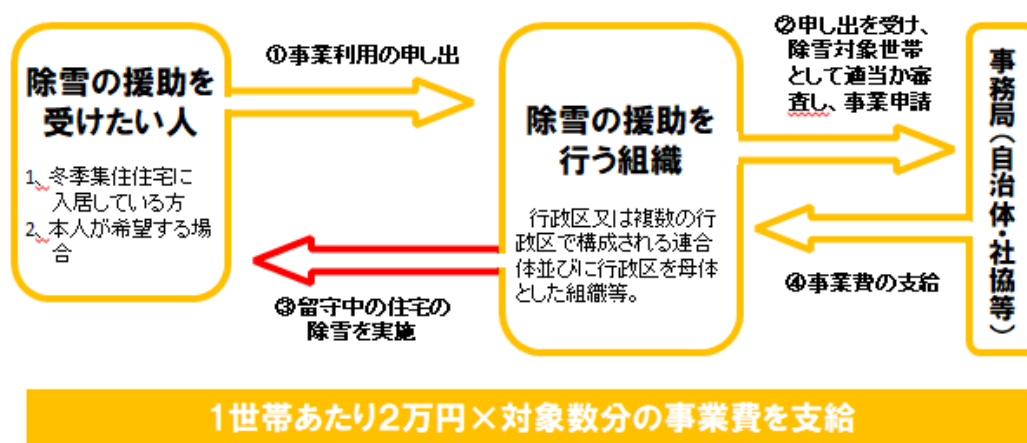 除雪の援助を
受けたい人
1、冬季集住住宅に
入居している方
2、本人が希望する場
合
①事業利用の申し出
③留守中の住宅の
除雪を実施
除雪の援助を
行う組織
行政区又は複数の行
政区で構成される連合
体並びに行政区を母体
とした組織等。
②申し出を受け、
除雪対象世帯
として適当か審
査し、事業申請
④事業費の支給
事務局(自治体・社協等)
1世帯あたり2万円×対象数分の事業費を支給